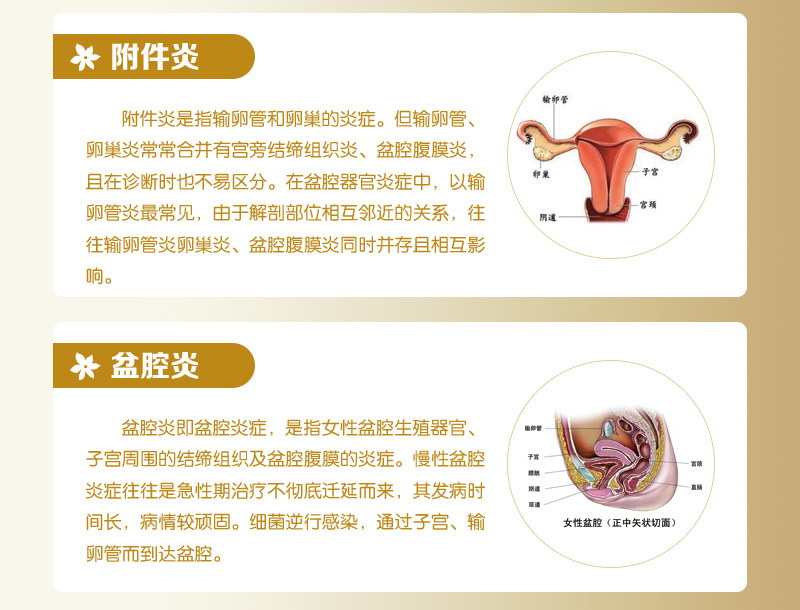 附件炎
附件炎是指输卵管和卵巢的炎症。但输卵管、
卵巢炎常常合并有宫旁结缔组织炎、盆腔腹膜炎，
且在诊断时也不易区分。在盆腔器官炎症中，以输
卵管炎最常见，由于解剖部位相互邻近的关系，往
往输卵管炎卵巢炎、盆腔腹膜炎同时并存且相互影
响。
输卵管
卵巢
子宫
宫颈
阴道
盆腔炎
盆腔炎即盆腔炎症，是指女性盆腔生殖器官、
子宫周围的结缔组织及盆腔腹膜的炎症。慢性盆腔
炎症往往是急性期治疗不彻底迁延而来，其发病时
间长，病情较顽固。细菌逆行感染，通过子宫、输
卵管而到达盆腔。
输卵管
子宫
膀胱
阴道
尿道
宫颈
直肠
女性盆腔（正中矢状切面）